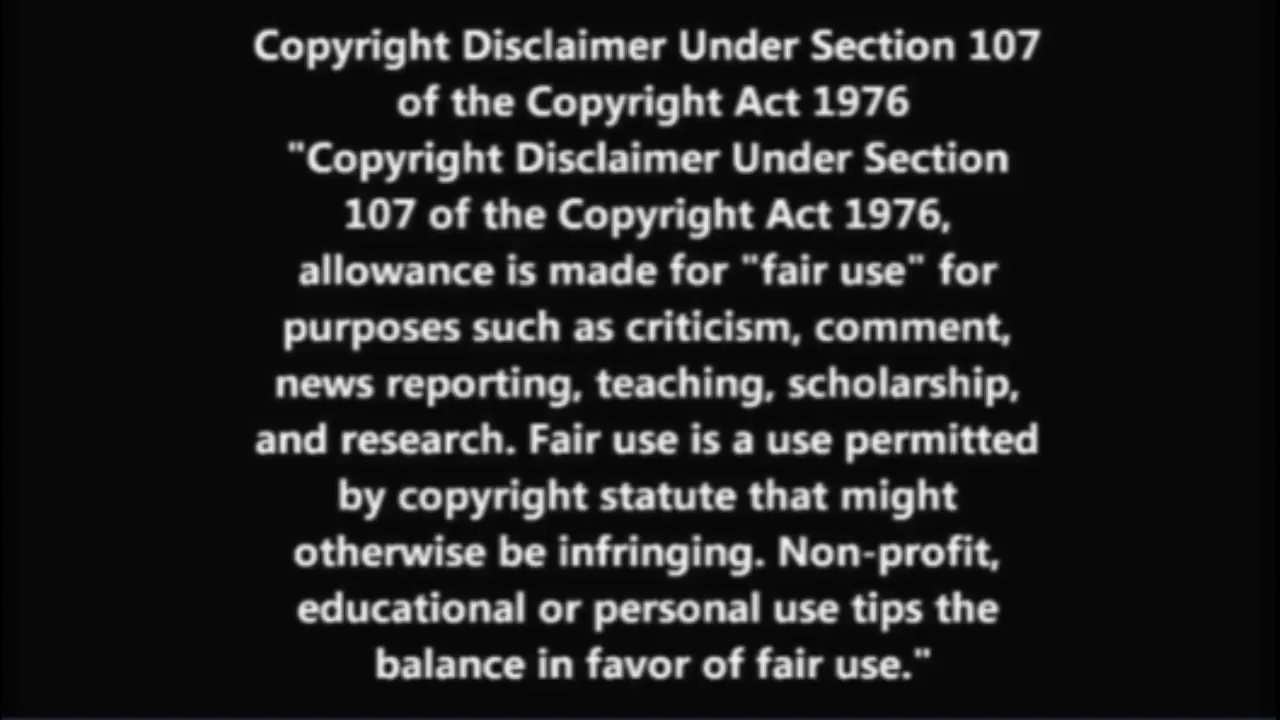 Copyright Disclaimer Under Section 107
of the Copyright Act 1976
"Copyright Disclaimer Under Section
107 of the Copyright Act 1976,
allowance is made for "fair use" for
purposes such as criticism, comment,
news reporting, teaching, scholarship,
and research. Fair use is a use permitted
by copyright statute that might
otherwise be infringing. Non-profit,
educational or personal use tips the
balance in favor of fair use."